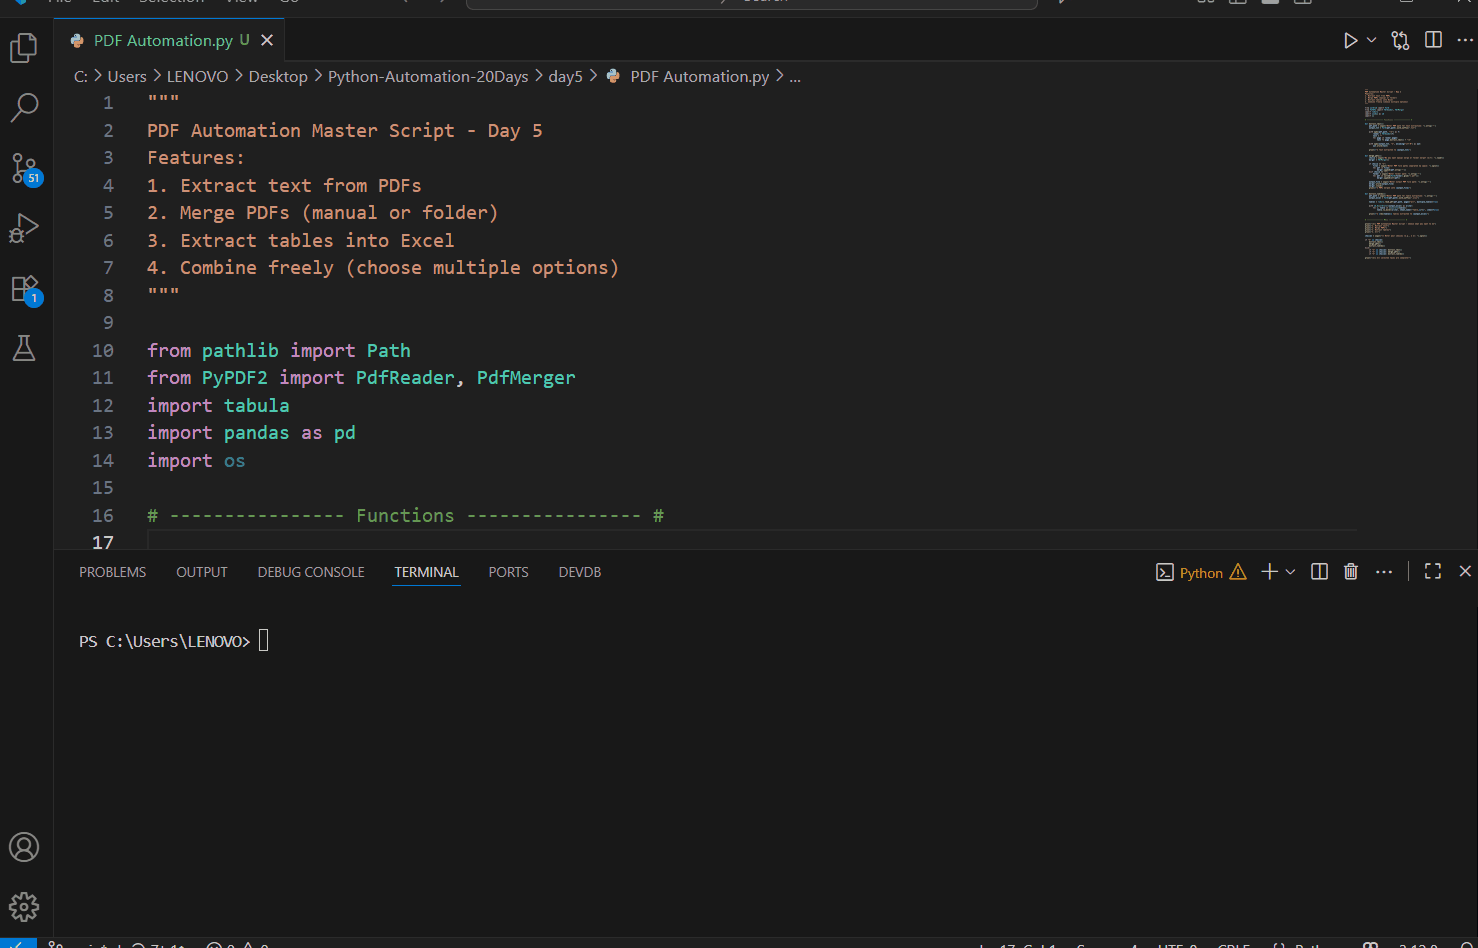 PDF Automation.py U
C: > Users > LENOVO > Desktop > Python-Automation-20Days > day5 > PDF Automation.py > ...
1 """
2 PDF Automation Master Script - Day 5
3 Features:
4 1. Extract text from PDFs
5 2. Merge PDFs (manual or folder)
6 3. Extract tables into Excel
7 4. Combine freely (choose multiple options)
8 """
9
10 from pathlib import Path
11 from PyPDF2 import PdfReader, PdfMerger
12 import tabula
13 import pandas as pd
14 import os
15
16 # ---------------- Functions ---------------- #
17
51
1
PROBLEMS OUTPUT DEBUG CONSOLE TERMINAL PORTS DEVDB
Python
PS C:\Users\LENOVO>